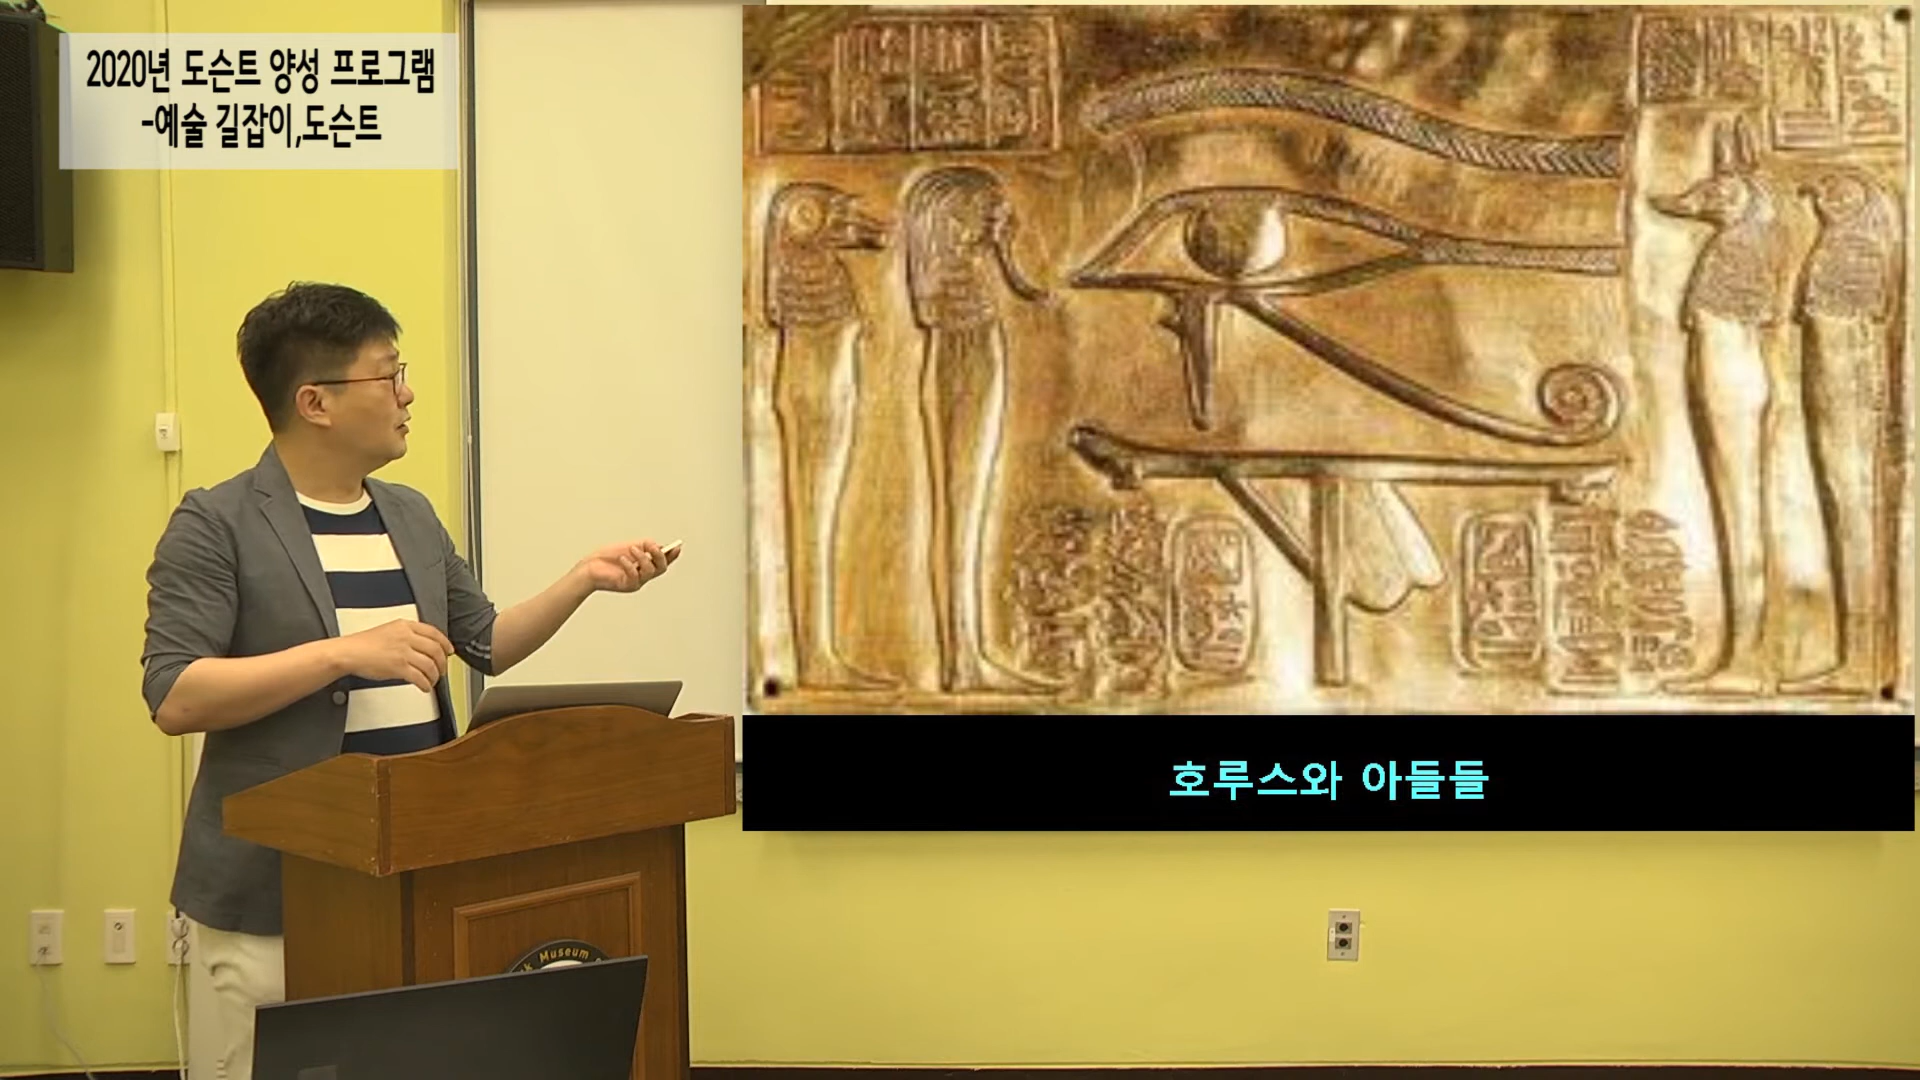 2020년 도슨트 양성 프로그램
-예술 길잡이,도슨트
호루스와 아들들
Museum